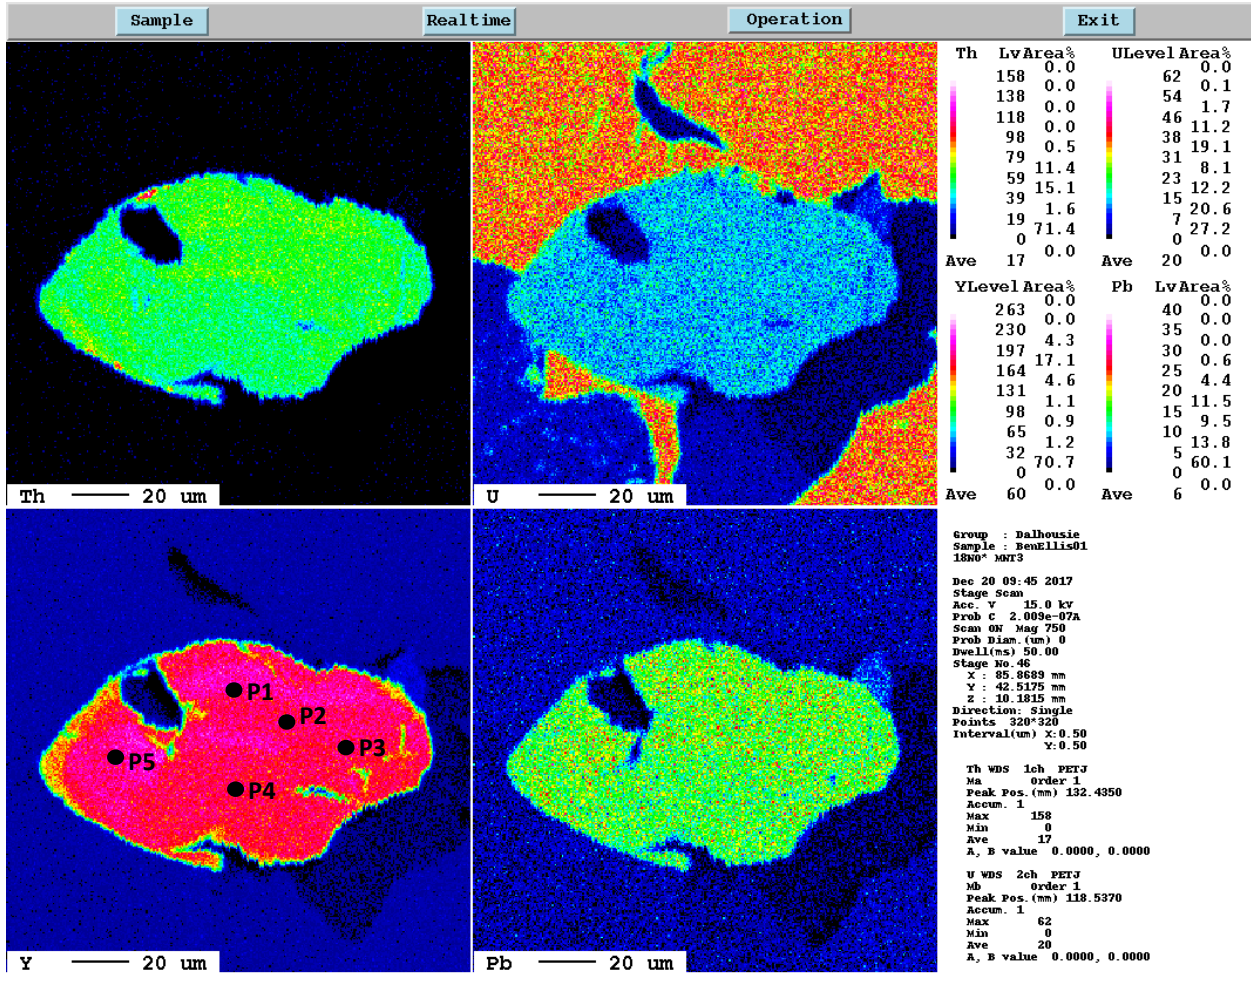 Sample Realtime Operation Exit
Th Lv Area%
0.0
158
0.0
138
0.0
118
0.0
98
0.5
79
11.4
59
15.1
39
1.6
19
71.4
0
0.0
Ave 17
ULevel Area%
0.0
62
0.1
54
1.7
46
11.2
38
19.1
31
8.1
23
12.2
15
20.6
7
27.2
0
0.0
Ave 20
YLevel Area%
0.0
263
0.0
230
4.3
197
17.1
164
4.6
131
1.1
98
0.9
65
1.2
32
70.7
0
0.0
Ave 60
Pb Lv Area%
0.0
40
0.0
35
0.0
30
0.6
25
4.4
20
11.5
15
9.5
10
13.8
5
60.1
0
0.0
Ave 6
Th 20 um
U 20 um
P1
P2
P3
P5
P4
Y 20 um
Pb 20 um
Group : Dalhousie
Sample : BenEllis01
18NO* MNT3
Dec 20 09:45 2017
Stage Scan
Acc. V 15.0 kV
Prob C 2.009e-07A
Scan ON Mag 750
Prob Diam.(um) 0
Dwell(ms) 50.00
Stage No.46
X : 85.8689 mm
Y : 42.5175 mm
Z : 10.1815 mm
Direction: Single
Points 320*320
Interval(um) X:0.50
Y:0.50
Th WDS 1ch PETJ
Ma Order 1
Peak Pos.(mm) 132.4350
Accum. 1
Max 158
Min 0
Ave 17
A, B value 0.0000, 0.0000
U WDS 2ch PETJ
Mb Order 1
Peak Pos.(mm) 118.5370
Accum. 1
Max 62
Min 0
Ave 20
A, B value 0.0000, 0.0000